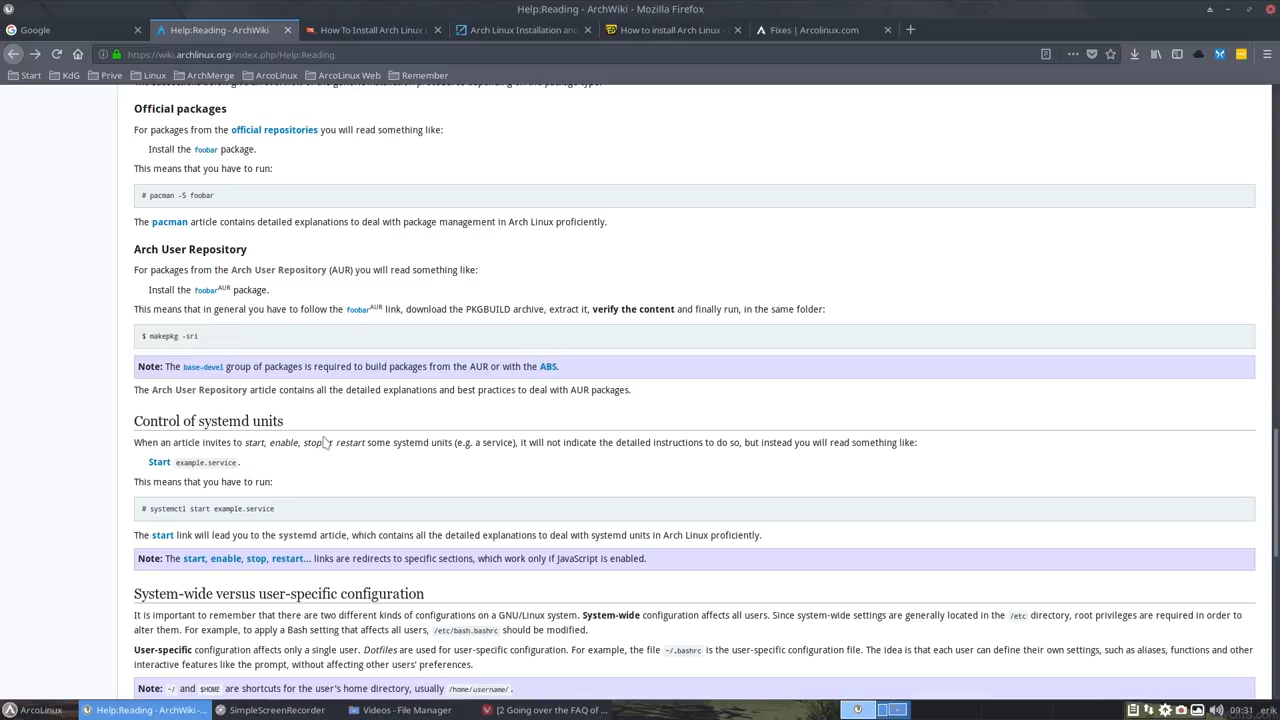 Help:Reading - ArchWiki - Mozilla Firefox
Google
Help:Reading - ArchWiki
How To Install Arch Linux
Arch Linux Installation and
How to install Arch Linux -
Fixes | Arcolinux.com
https://wiki.archlinux.org/index.php/Help:Reading
Start KdG Prive Linux ArchMerge ArcoLinux ArcoLinux Web Remember
Official packages
For packages from the official repositories you will read something like:
Install the foobar package.
This means that you have to run:
# pacman -S foobar
The pacman article contains detailed explanations to deal with package management in Arch Linux proficiently.
Arch User Repository
For packages from the Arch User Repository (AUR) you will read something like:
Install the foobarAUR package.
This means that in general you have to follow the foobarAUR link, download the PKGBUILD archive, extract it, verify the content and finally run, in the same folder:
$ makepkg -sri
Note: The base-devel group of packages is required to build packages from the AUR or with the ABS.
The Arch User Repository article contains all the detailed explanations and best practices to deal with AUR packages.
Control of systemd units
When an article invites to start, enable, stop or restart some systemd units (e.g. a service), it will not indicate the detailed instructions to do so, but instead you will read something like:
Start example.service.
This means that you have to run:
# systemctl start example.service
The start link will lead you to the systemd article, which contains all the detailed explanations to deal with systemd units in Arch Linux proficiently.
Note: The start, enable, stop, restart... links are redirects to specific sections, which work only if JavaScript is enabled.
System-wide versus user-specific configuration
It is important to remember that there are two different kinds of configurations on a GNU/Linux system. System-wide configuration affects all users. Since system-wide settings are generally located in the /etc directory, root privileges are required in order to
alter them. For example, to apply a Bash setting that affects all users, /etc/bash.bashrc should be modified.
User-specific configuration affects only a single user. Dotfiles are used for user-specific configuration. For example, the file ~/.bashrc is the user-specific configuration file. The idea is that each user can define their own settings, such as aliases, functions and other
interactive features like the prompt, without affecting other users' preferences.
Note: ~/ and $HOME are shortcuts for the user's home directory, usually /home/username/.
ArcoLinux
Help:Reading - ArchWiki -...
SimpleScreenRecorder
Videos - File Manager
[2 Going over the FAQ of ...
09:31 erik